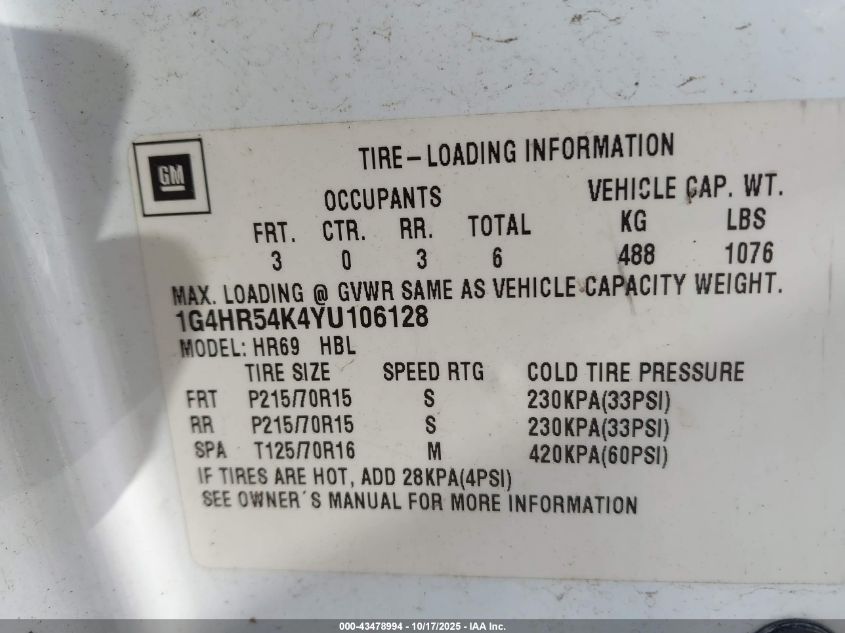 GM
TIRE-LOADING INFORMATION
OCCUPANTS VEHICLE CAP. WT.
FRT. CTR. RR. TOTAL KG LBS
3 0 3 6 488 1076
MAX. LOADING @ GVWR SAME AS VEHICLE CAPACITY WEIGHT.
1G4HR54K4YU106128
MODEL: HR69 HBL
TIRE SIZE SPEED RTG COLD TIRE PRESSURE
FRT P215/70R15 S 230KPA(33PSI)
RR P215/70R15 S 230KPA(33PSI)
SPA T125/70R16 M 420KPA(60PSI)
IF TIRES ARE HOT, ADD 28KPA(4PSI)
SEE OWNER'S MANUAL FOR MORE INFORMATION
000-43478994 - 10/17/2025 - IAA Inc.